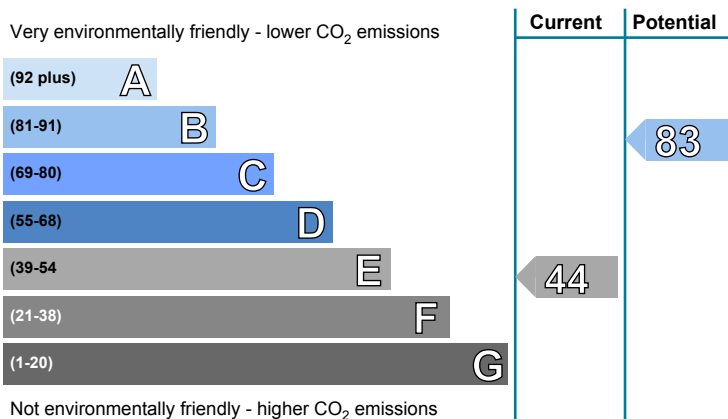 Current Potential
Very environmentally friendly - lower CO2 emissions
(92 plus) A
(81-91) B
83
(69-80) C
(55-68) D
(39-54 E
44
(21-38) F
(1-20) G
Not environmentally friendly - higher CO2 emissions